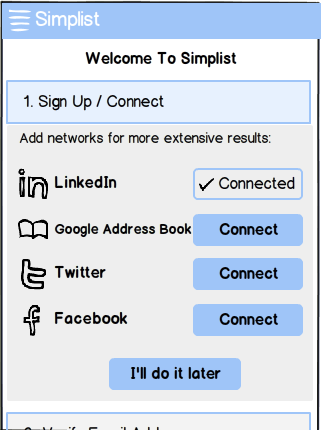 Simplist
Welcome To Simplist
1. Sign Up / Connect
Add networks for more extensive results:
LinkedIn
Connected
Google Address Book
Connect
Twitter
Connect
Facebook
Connect
I'll do it later